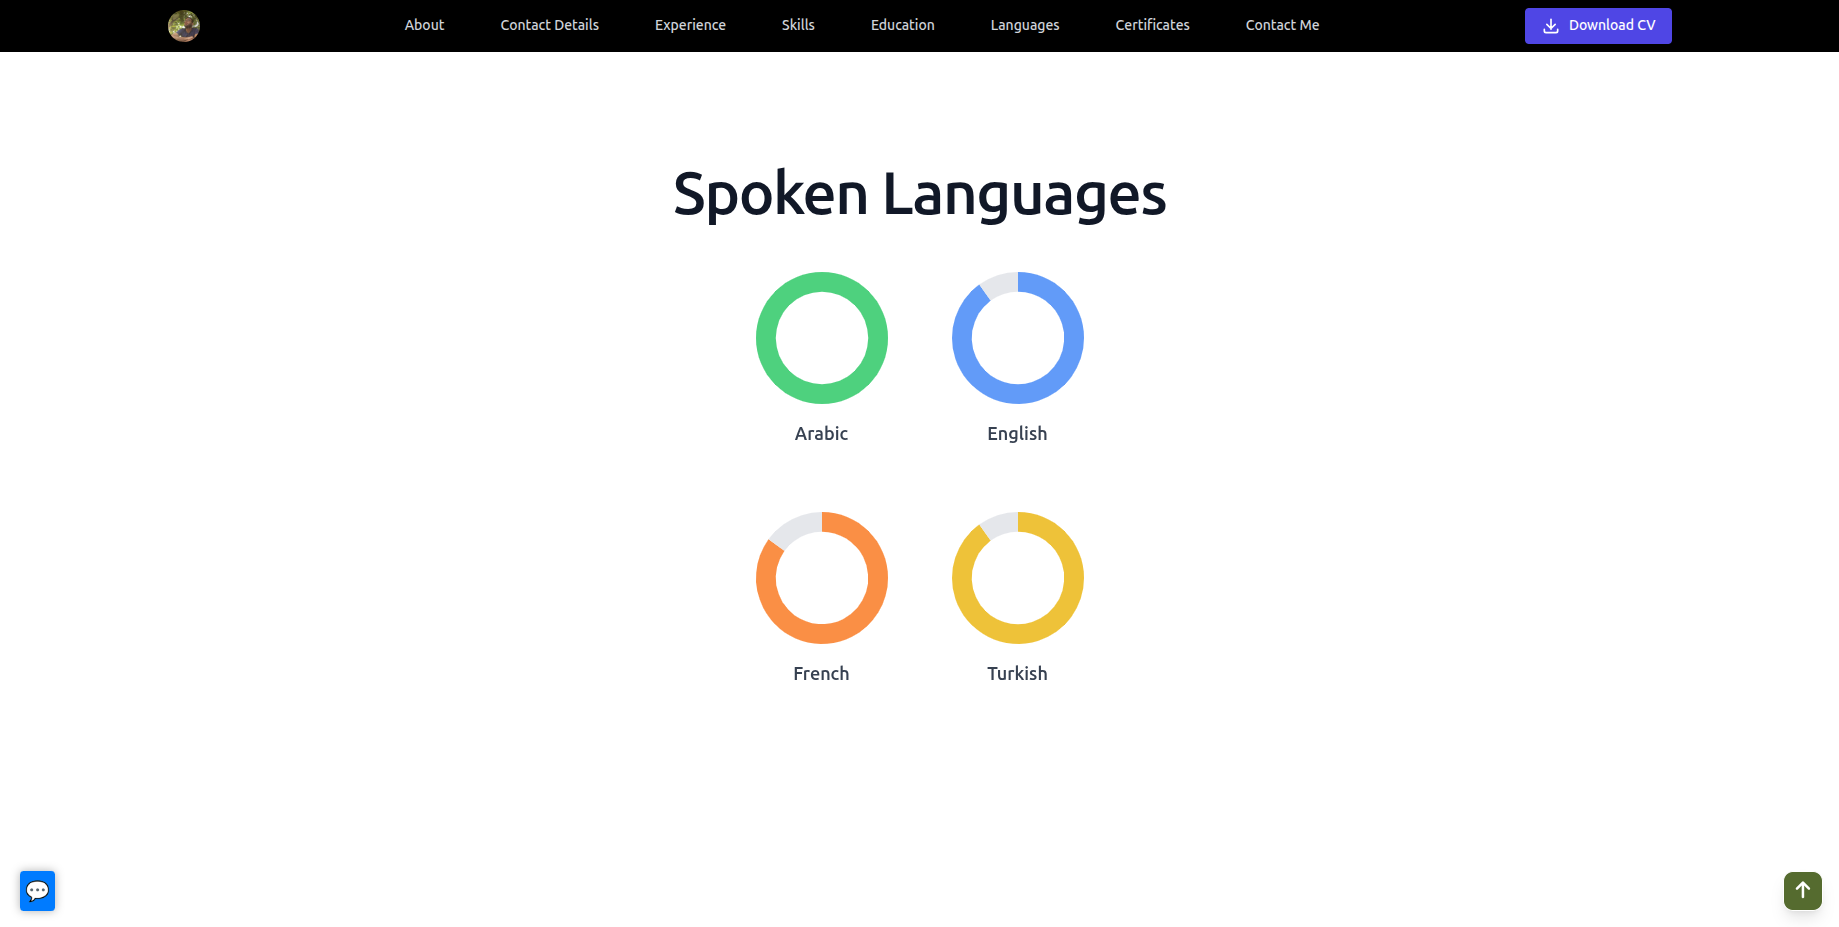 About Contact Details Experience Skills Education Languages Certificates Contact Me Download CV
Spoken Languages
Arabic English
French Turkish